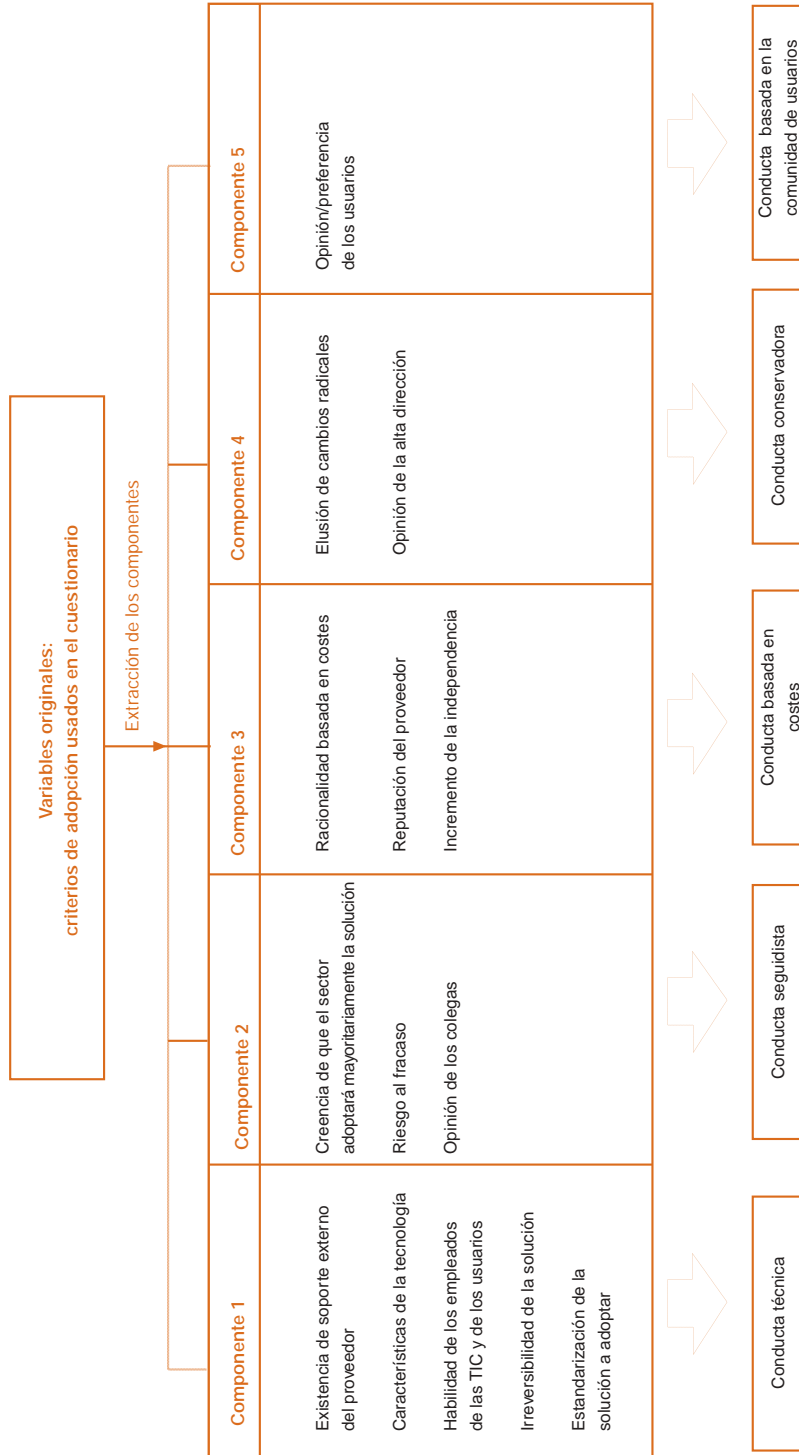 Variables originales:
criterios de adopción usados en el cuestionario
Extracción de los componentes
Componente 1
Existencia de soporte externo
del proveedor
Características de la tecnología
Habilidad de los empleados
de las TIC y de los usuarios
Irreversibilidad de la solución
Estandarización de la
solución a adoptar
Conducta técnica
Componente 2
Creencia de que el sector
adoptará mayoritariamente la solución
Riesgo al fracaso
Opinión de los colegas
Conducta seguidista
Componente 3
Racionalidad basada en costes
Reputación del proveedor
Incremento de la independencia
Conducta basada en
costes
Componente 4
Elusión de cambios radicales
Opinión de la alta dirección
Conducta conservadora
Componente 5
Opinión/preferencia
de los usuarios
Conducta basada en la
comunidad de usuarios